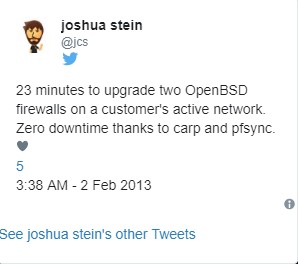 joshua stein
@jcs
23 minutes to upgrade two OpenBSD
firewalls on a customer's active network.
Zero downtime thanks to carp and pfsync.
5
3:38 AM - 2 Feb 2013
See joshua stein's other Tweets